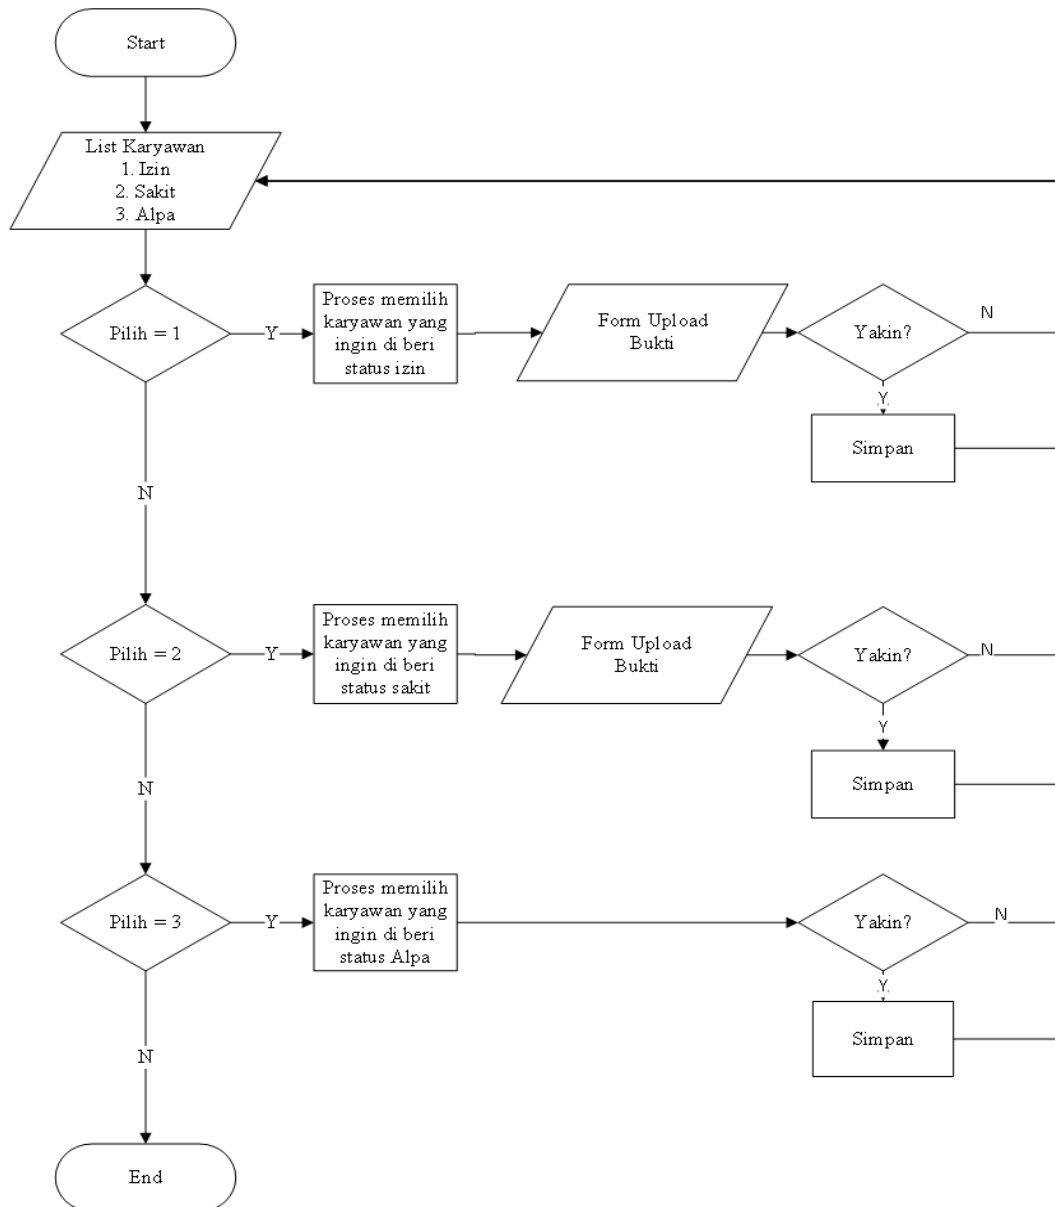 Start
List Karyawan
1. Izin
2. Sakit
3. Alpa
Pilih = 1
Y
Proses memilih
karyawan yang
ingin di beri
status izin
Form Upload
Bukti
Yakin?
N
Y
Simpan
N
Pilih = 2
Y
Proses memilih
karyawan yang
ingin di beri
status sakit
Form Upload
Bukti
Yakin?
N
Y
Simpan
N
Pilih = 3
Y
Proses memilih
karyawan yang
ingin di beri
status Alpa
Yakin?
N
Y
Simpan
N
End